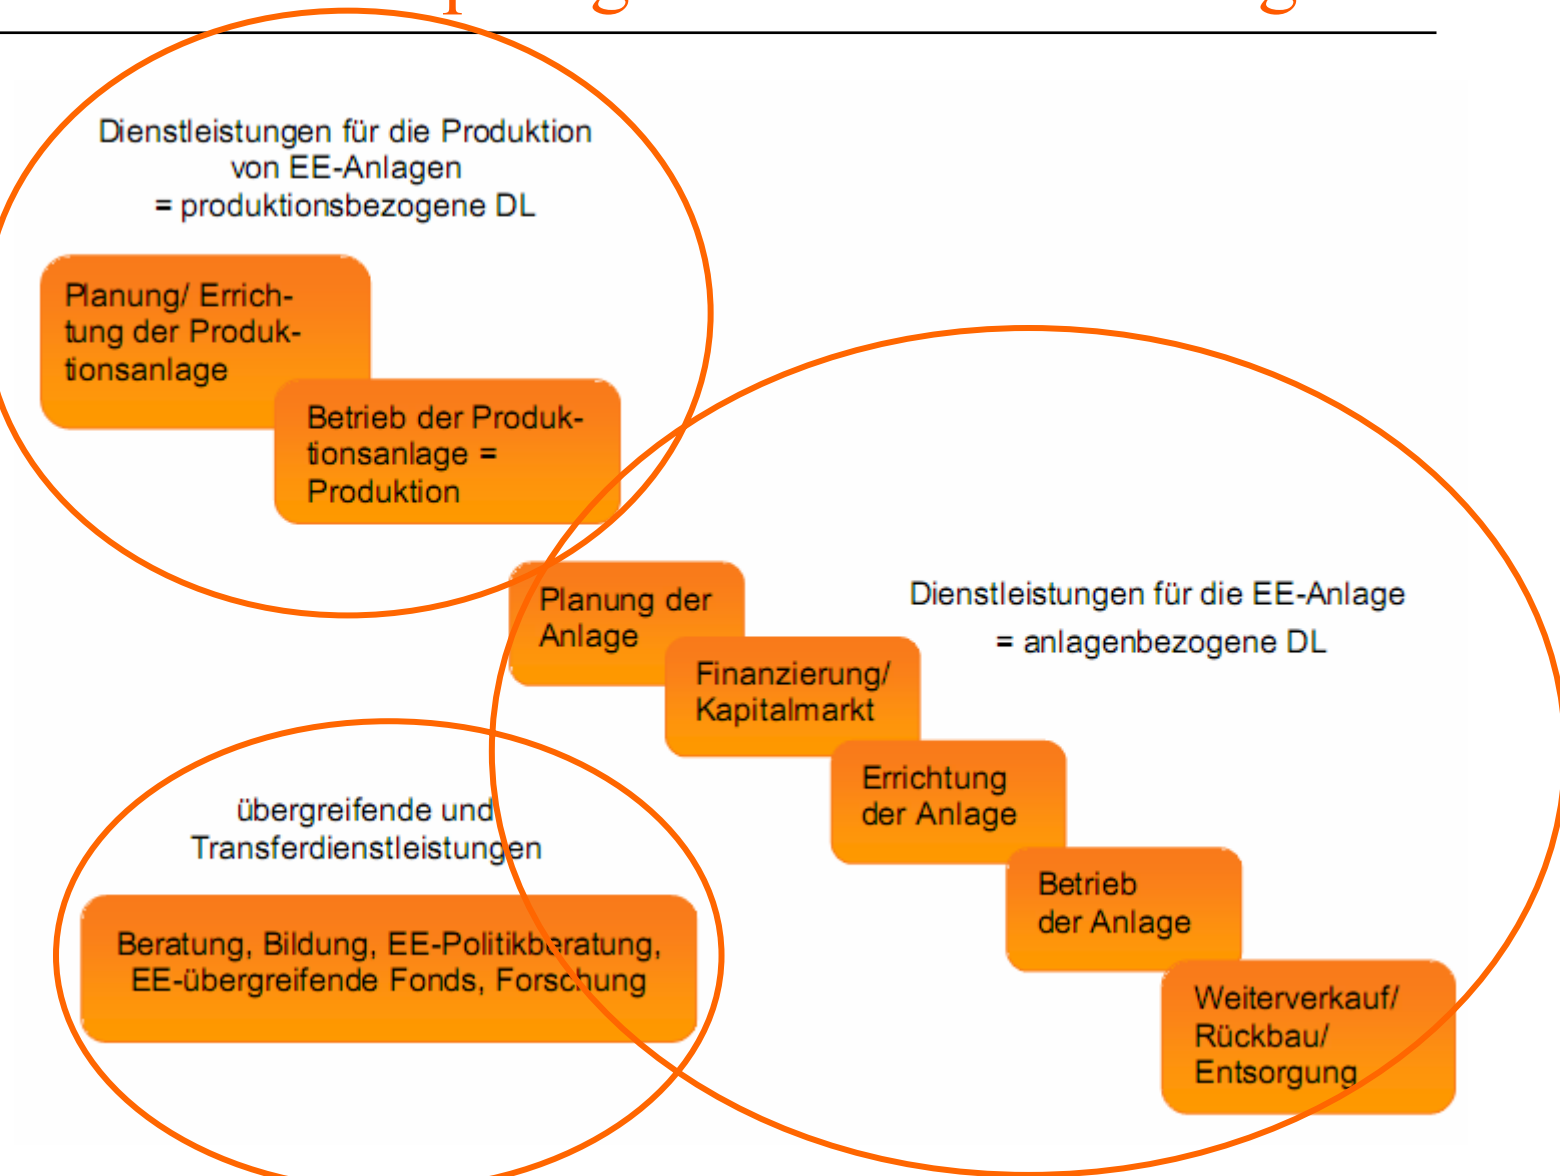 Dienstleistungen für die Produktion
von EE-Anlagen
= produktionsbezogene DL
Planung/ Errich-
tung der Produk-
tionsanlage
Betrieb der Produk-
tionsanlage =
Produktion
Planung der
Anlage
Finanzierung/
Kapitalmarkt
Dienstleistungen für die EE-Anlage
= anlagenbezogene DL
Errichtung
der Anlage
Betrieb
der Anlage
Weiterverkauf/
Rückbau/
Entsorgung
übergreifende und
Transferdienstleistungen
Beratung, Bildung, EE-Politikberatung,
EE-übergreifende Fonds, Forschung